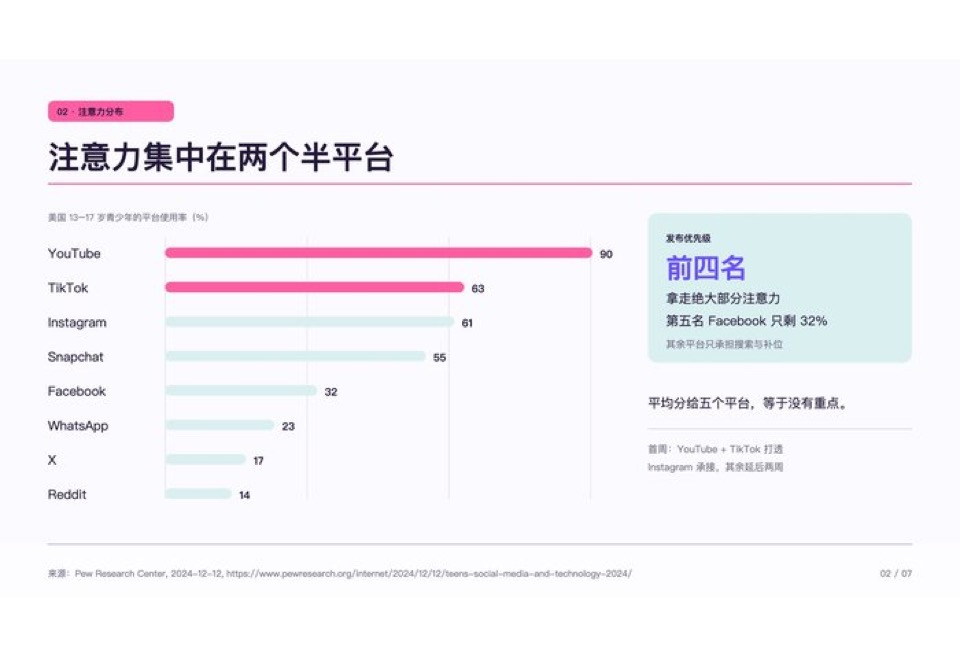 02 · 注意力分布
注意力集中在两个半平台
美国 13–17 岁青少年的平台使用率（%）
YouTube 90
TikTok 63
Instagram 61
Snapchat 55
Facebook 32
WhatsApp 23
X 17
Reddit 14
发布优先级
前四名
拿走绝大部分注意力
第五名 Facebook 只剩 32%
其余平台只承担搜索与补位
平均分给五个平台，等于没有重点。
首周：YouTube + TikTok 打透
Instagram 承接，其余延后两周
来源：Pew Research Center, 2024-12-12, https://www.pewresearch.org/internet/2024/12/12/teens-social-media-and-technology-2024/
02 / 07